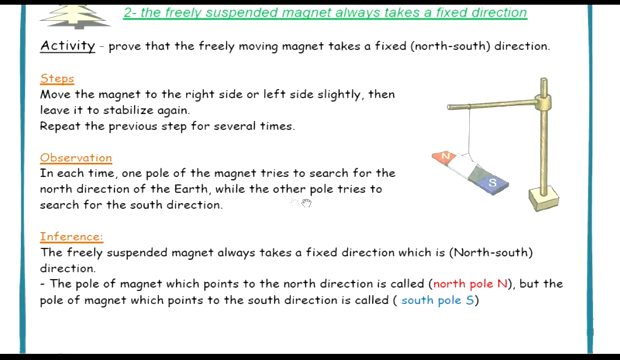 2- the freely suspended magnet always takes a fixed direction
Activity - prove that the freely moving magnet takes a fixed (north-south) direction.
Steps
Move the magnet to the right side or left side slightly, then
leave it to stabilize again.
Repeat the previous step for several times.
N
S
Observation
In each time, one pole of the magnet tries to search for the
north direction of the Earth, while the other pole tries to
search for the south direction.
Inference:
The freely suspended magnet always takes a fixed direction which is (North-south)
direction.
- The pole of magnet which points to the north direction is called (north pole N), but the
pole of magnet which points to the south direction is called ( south pole S)